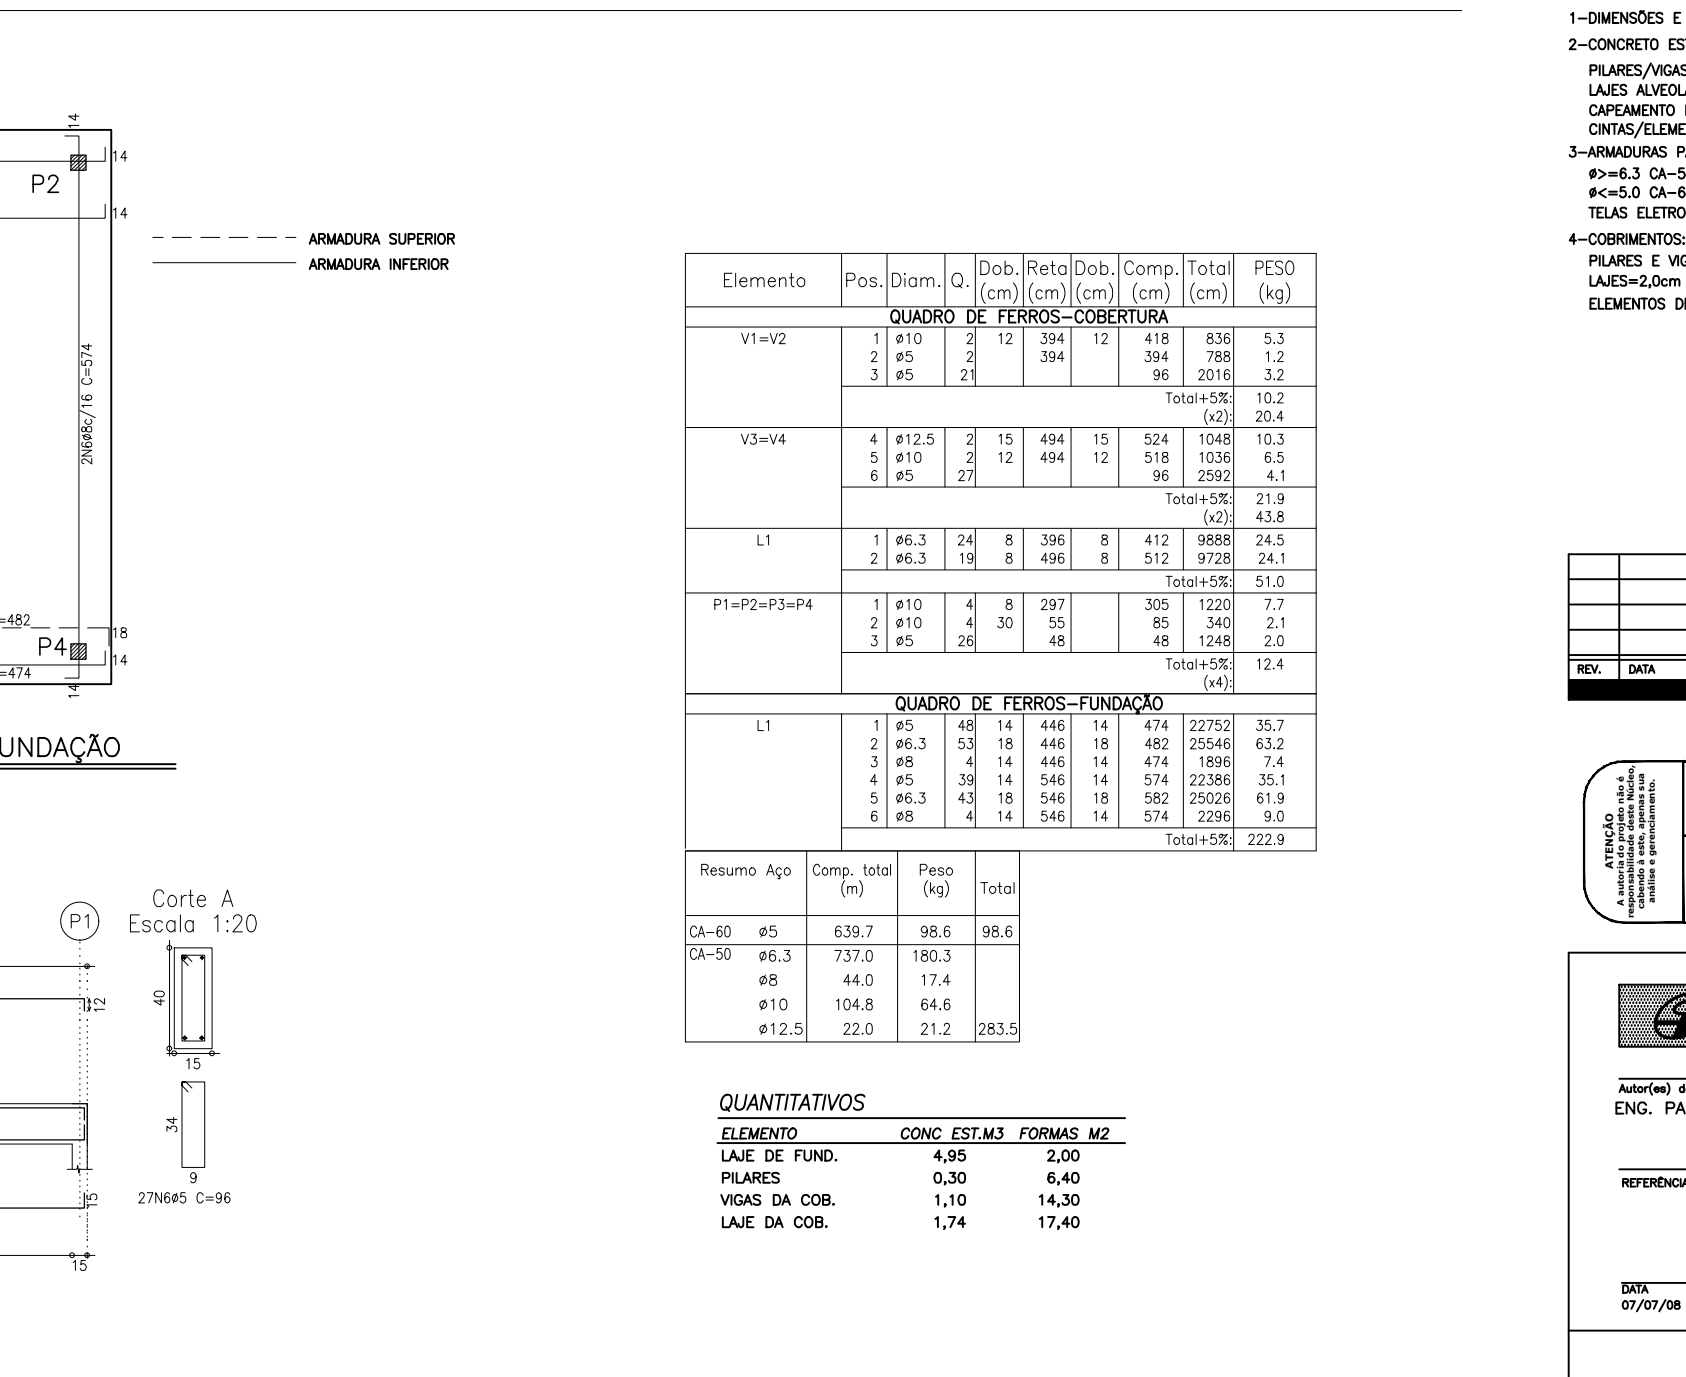 14
14
P2
14
ARMADURA SUPERIOR
ARMADURA INFERIOR
2N6ø8c/16 C=574
=482
18
P4
14
=474
14
UNDAÇÃO
Corte A
Escala 1:20
P1
12
40
15
34
9
27N6ø5 C=96
15
15
Elemento Pos. Diam. Q. Dob. (cm) Reta (cm) Dob. (cm) Comp. (cm) Total (cm) PESO (kg)
QUADRO DE FERROS-COBERTURA
V1=V2 1 ø10 2 12 394 12 418 836 5.3
2 ø5 2 394 394 788 1.2
3 ø5 21 96 2016 3.2
Total+5%: 10.2
(x2): 20.4
V3=V4 4 ø12.5 2 15 494 15 524 1048 10.3
5 ø10 2 12 494 12 518 1036 6.5
6 ø5 27 96 2592 4.1
Total+5%: 21.9
(x2): 43.8
L1 1 ø6.3 24 8 396 8 412 9888 24.5
2 ø6.3 19 8 496 8 512 9728 24.1
Total+5%: 51.0
P1=P2=P3=P4 1 ø10 4 8 297 305 1220 7.7
2 ø10 4 30 55 85 340 2.1
3 ø5 26 48 48 1248 2.0
Total+5%: 12.4
(x4):
QUADRO DE FERROS-FUNDAÇÃO
L1 1 ø5 48 14 446 14 474 22752 35.7
2 ø6.3 53 18 446 18 482 25546 63.2
3 ø8 4 14 446 14 474 1896 7.4
4 ø5 39 14 546 14 574 22386 35.1
5 ø6.3 43 18 546 18 582 25026 61.9
6 ø8 4 14 546 14 574 2296 9.0
Total+5%: 222.9
Resumo Aço Comp. total (m) Peso (kg) Total
CA-60 ø5 639.7 98.6 98.6
CA-50 ø6.3 737.0 180.3
ø8 44.0 17.4
ø10 104.8 64.6
ø12.5 22.0 21.2 283.5
QUANTITATIVOS
ELEMENTO CONC EST.M3 FORMAS M2
LAJE DE FUND. 4,95 2,00
PILARES 0,30 6,40
VIGAS DA COB. 1,10 14,30
LAJE DA COB. 1,74 17,40
1-DIMENSÕES E
2-CONCRETO ES
PILARES/VIGAS
LAJES ALVEOL
CAPEAMENTO
CINTAS/ELEME
3-ARMADURAS P
ø>=6.3 CA-5
ø<=5.0 CA-6
TELAS ELETRO
4-COBRIMENTOS:
PILARES E VIG
LAJES=2,0cm
ELEMENTOS D
REV. DATA
ATENÇÃO
A autoria do projeto não é
responsabilidade deste Núcleo,
cabendo à este, apenas sua
análise e gerenciamento.
Autor(es) d
ENG. PA
REFERÊNCIA
DATA
07/07/08